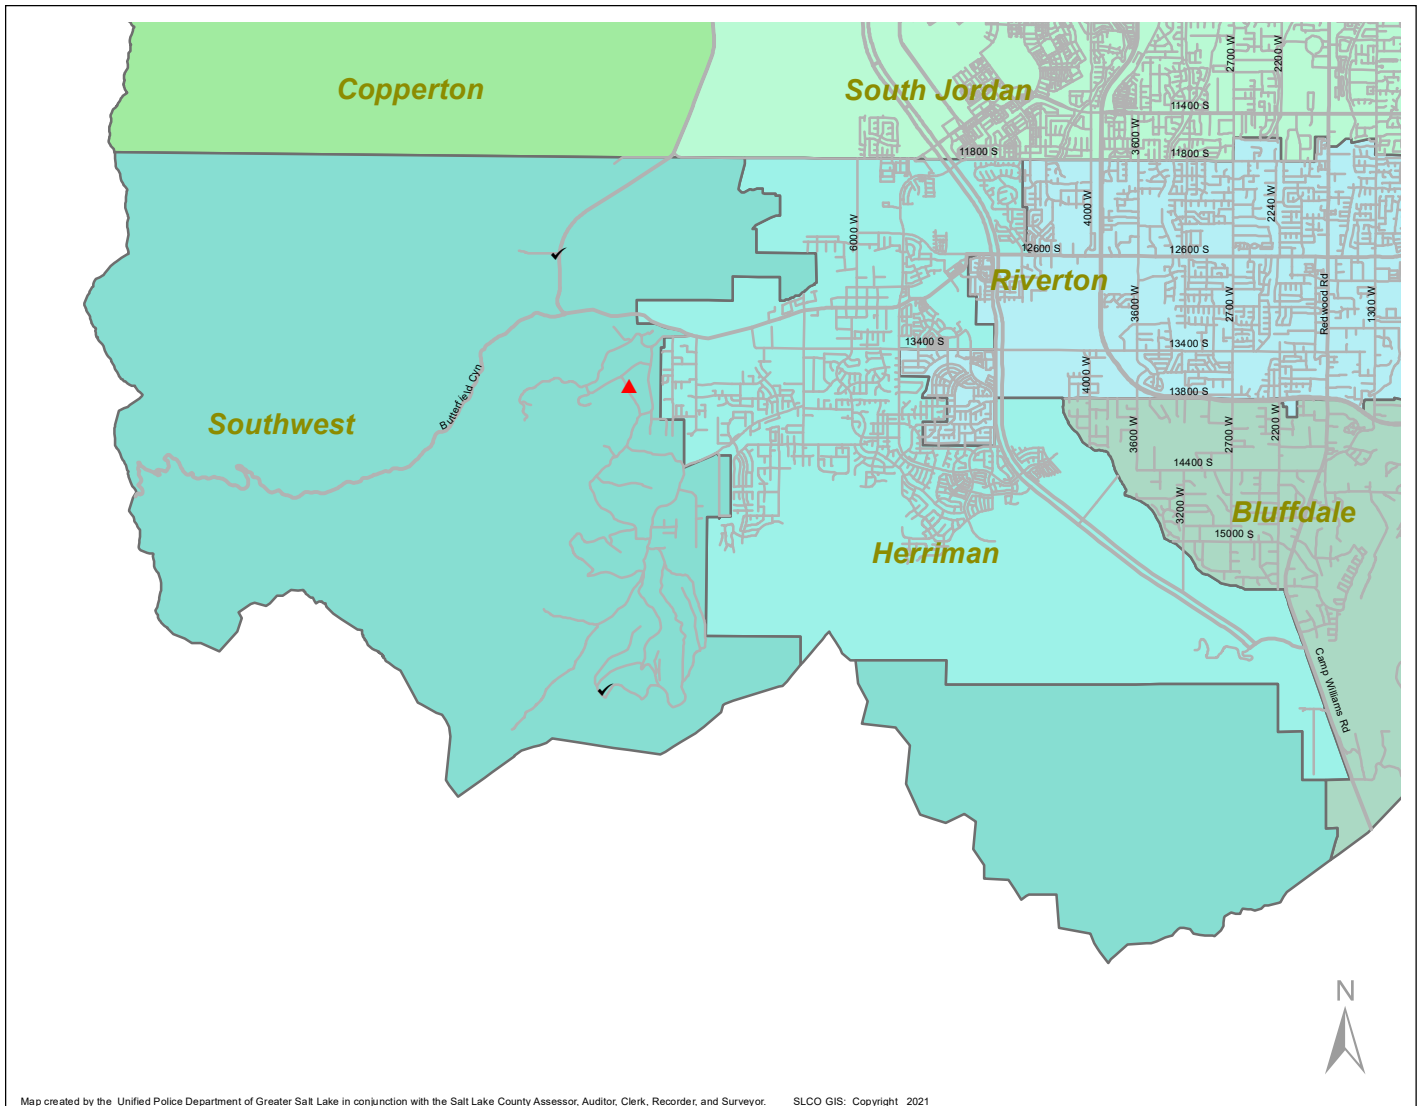 2700 W
2200 W
Copperton
South Jordan
11400 S
3600 W
11800 S
11800 S
4000 W
2240 W
6000 W
12600 S
12600 S
Riverton
Redwood Rd
3600 W
2700 W
1300 W
13400 S
13400 S
4000 W
13800 S
Butterfield Cyn
Southwest
3600 W
2700 W
2200 W
14400 S
3200 W
Bluffdale
15000 S
Herriman
Camp Williams Rd
N
Map created by the Unified Police Department of Greater Salt Lake in conjunction with the Salt Lake County Assessor, Auditor, Clerk, Recorder, and Surveyor. SLCO GIS: Copyright 2021